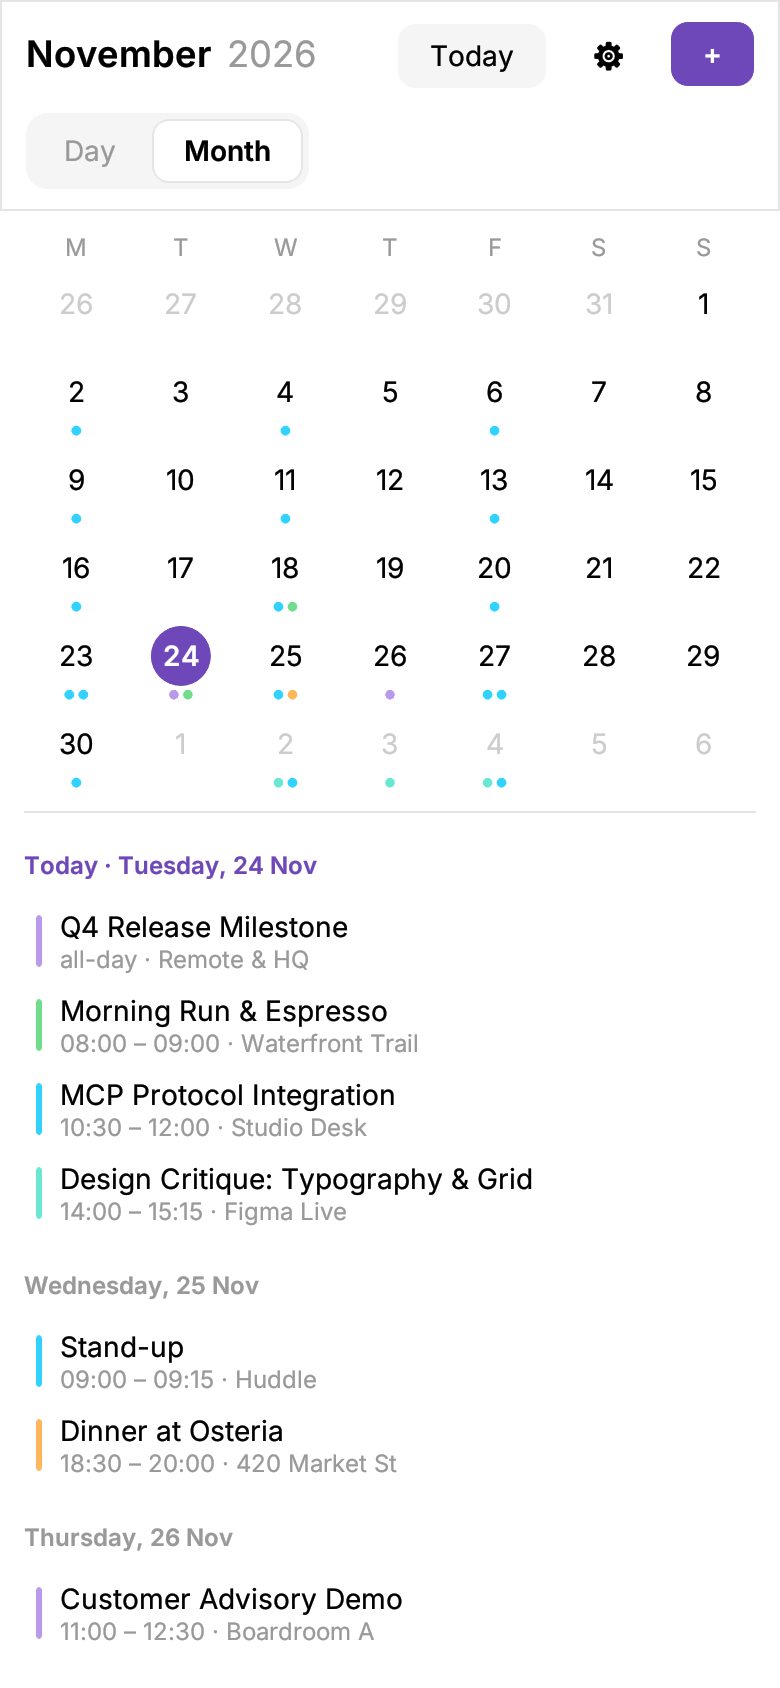 November 2026 Today +
Day Month
M T W T F S S
26 27 28 29 30 31 1
2 3 4 5 6 7 8
9 10 11 12 13 14 15
16 17 18 19 20 21 22
23 24 25 26 27 28 29
30 1 2 3 4 5 6
Today · Tuesday, 24 Nov
Q4 Release Milestone
all-day · Remote & HQ
Morning Run & Espresso
08:00 – 09:00 · Waterfront Trail
MCP Protocol Integration
10:30 – 12:00 · Studio Desk
Design Critique: Typography & Grid
14:00 – 15:15 · Figma Live
Wednesday, 25 Nov
Stand-up
09:00 – 09:15 · Huddle
Dinner at Osteria
18:30 – 20:00 · 420 Market St
Thursday, 26 Nov
Customer Advisory Demo
11:00 – 12:30 · Boardroom A